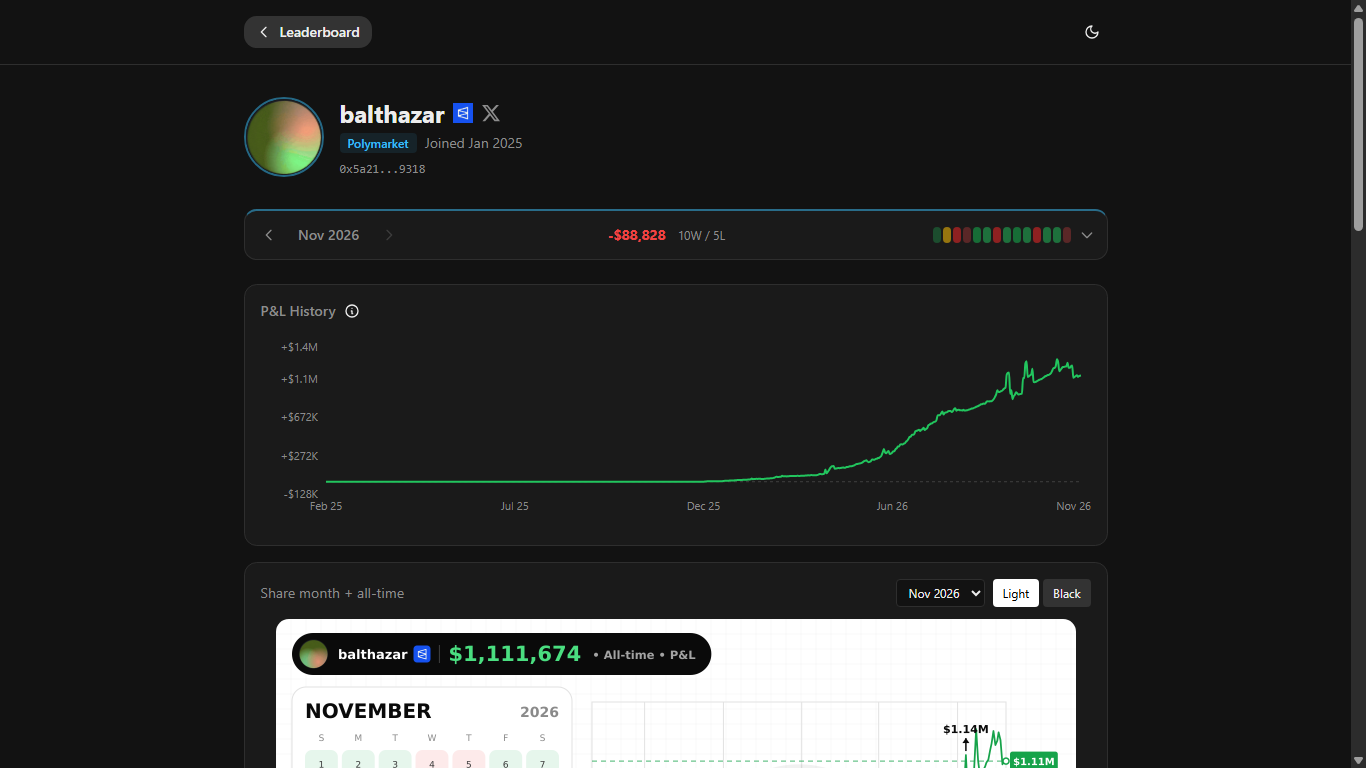 Leaderboard
balthazar
Polymarket Joined Jan 2025
0x5a21...9318
Nov 2026 -$88,828 10W / 5L
P&L History
+$1.4M
+$1.1M
+$672K
+$272K
-$128K
Feb 25 Jul 25 Dec 25 Jun 26 Nov 26
Share month + all-time Nov 2026 Light Black
balthazar $1,111,674 • All-time • P&L
NOVEMBER 2026
S M T W T F S
$1.14M
1 2 3 4 5 6 7
$1.11M